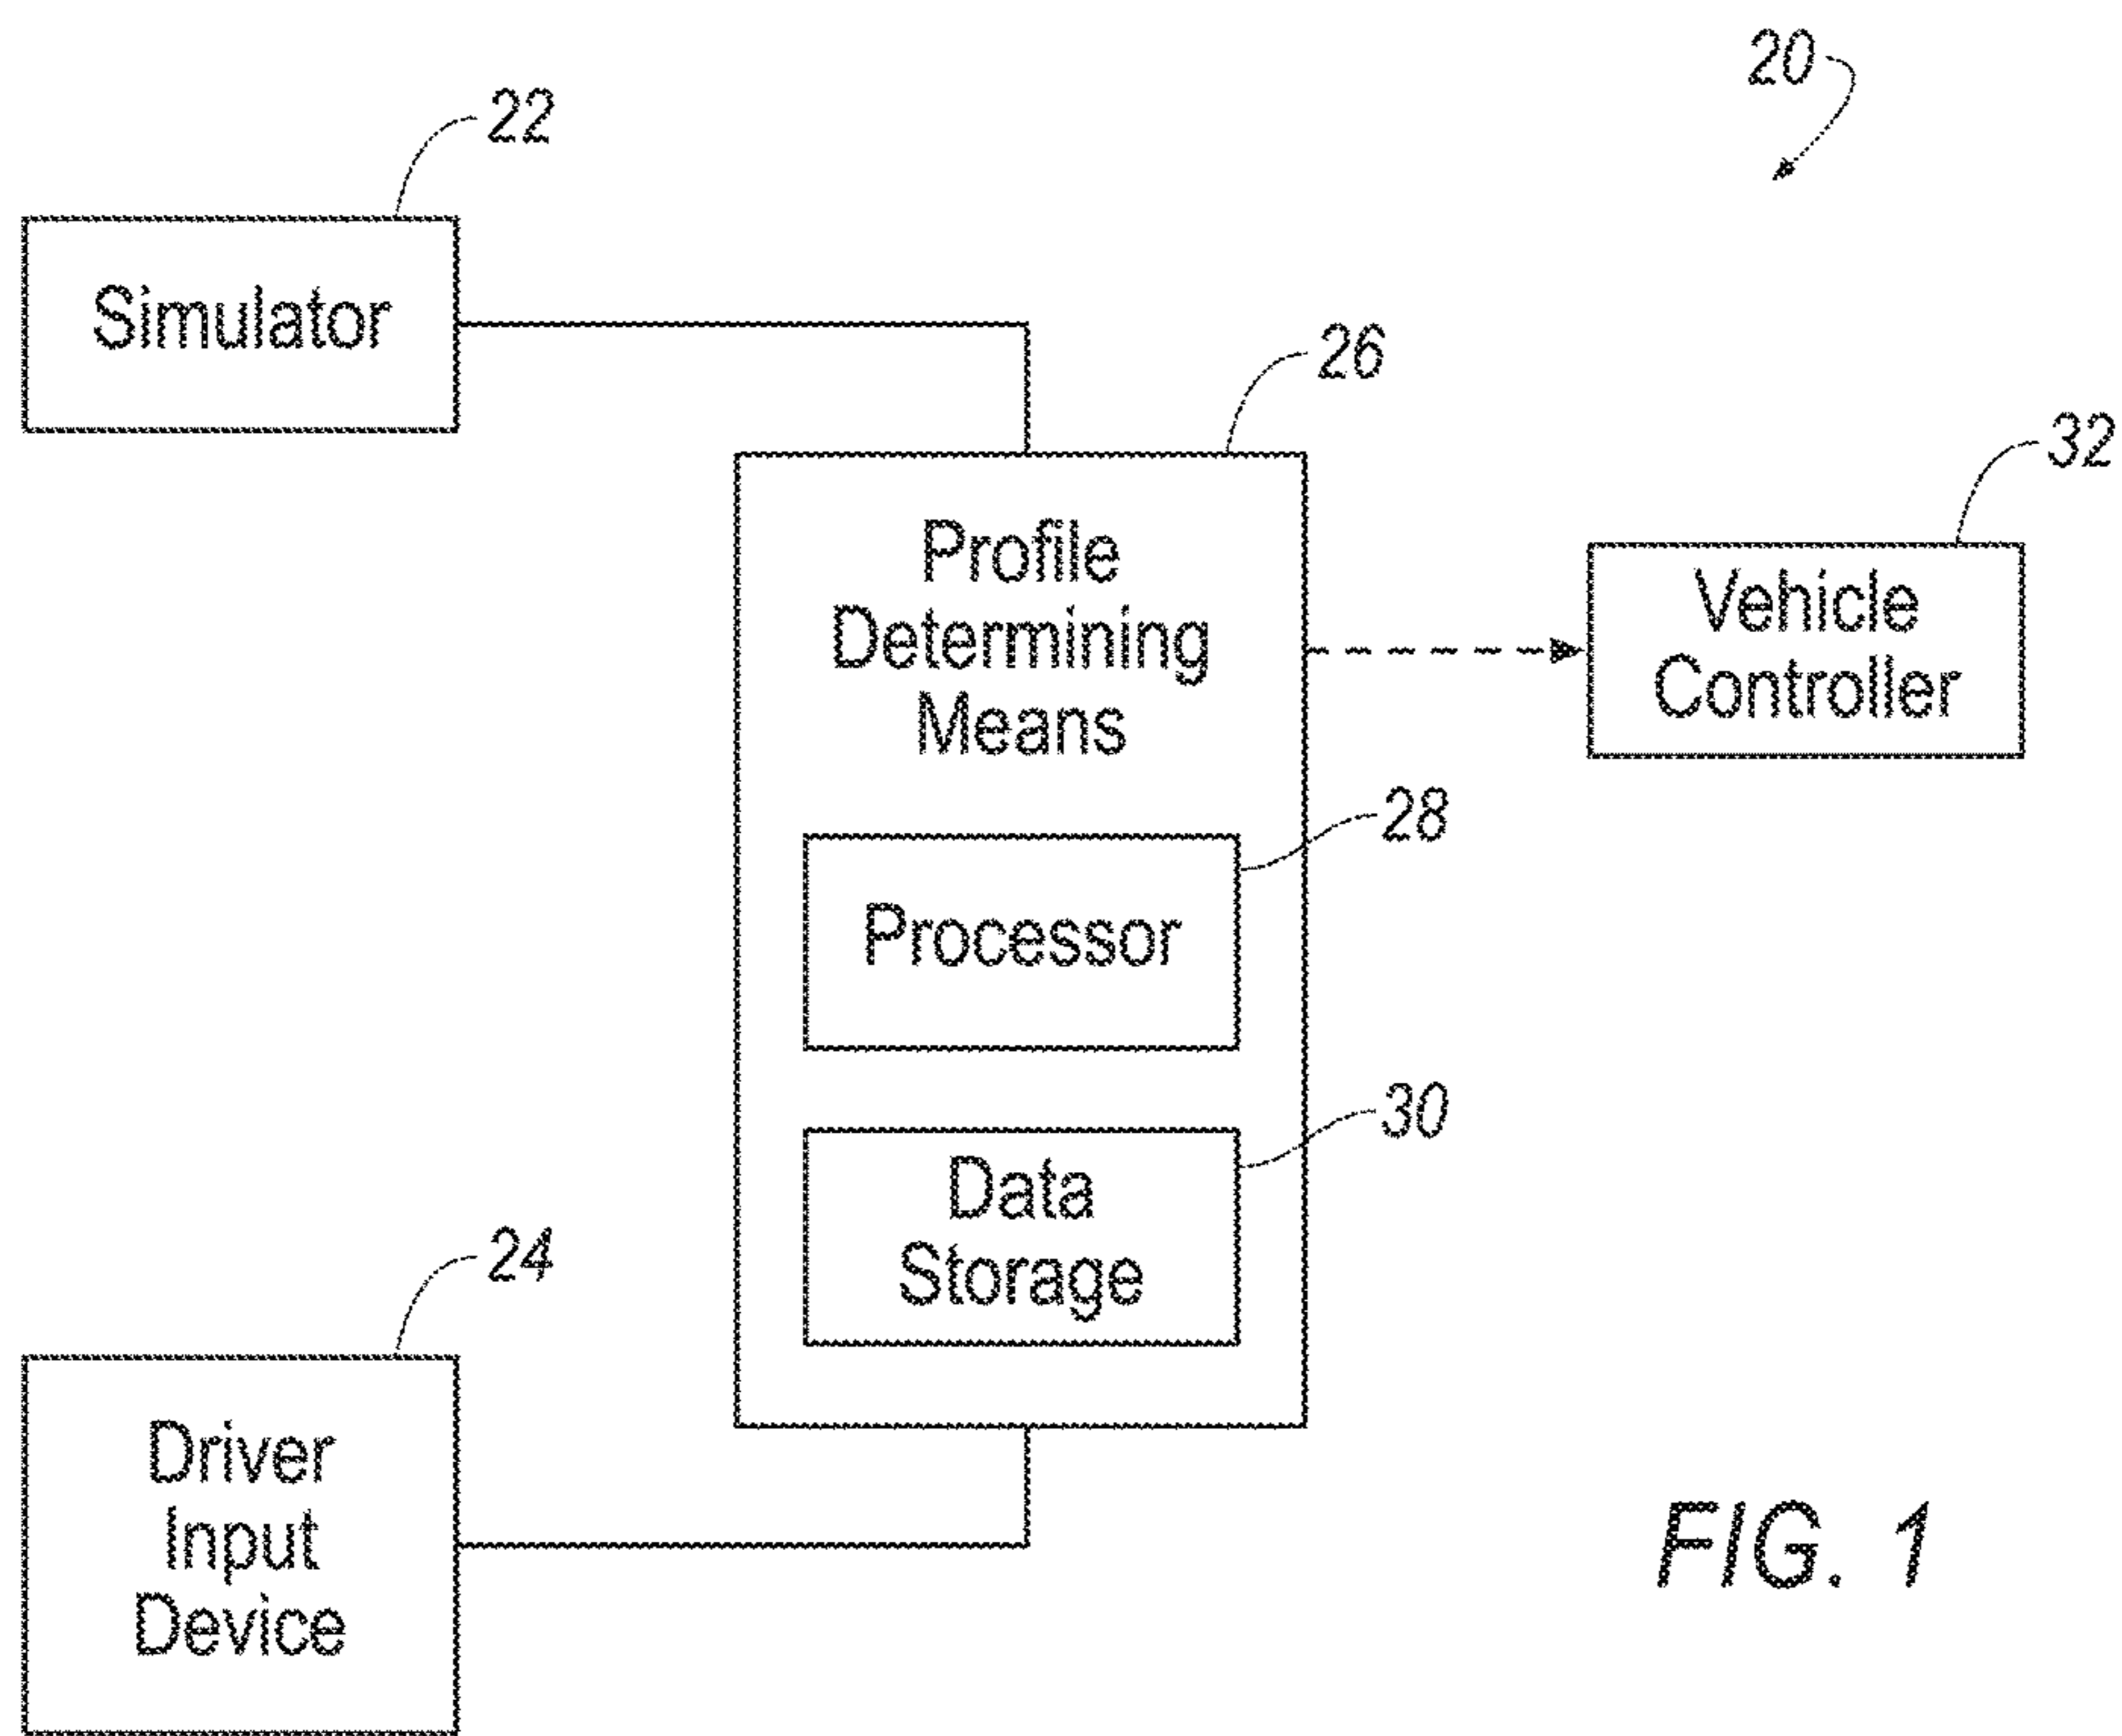 20
22
Simulator
26
32
Profile
Determining
Means
Vehicle
Controller
28
Processor
30
Data
Storage
24
Driver
Input
Device
FIG. 1